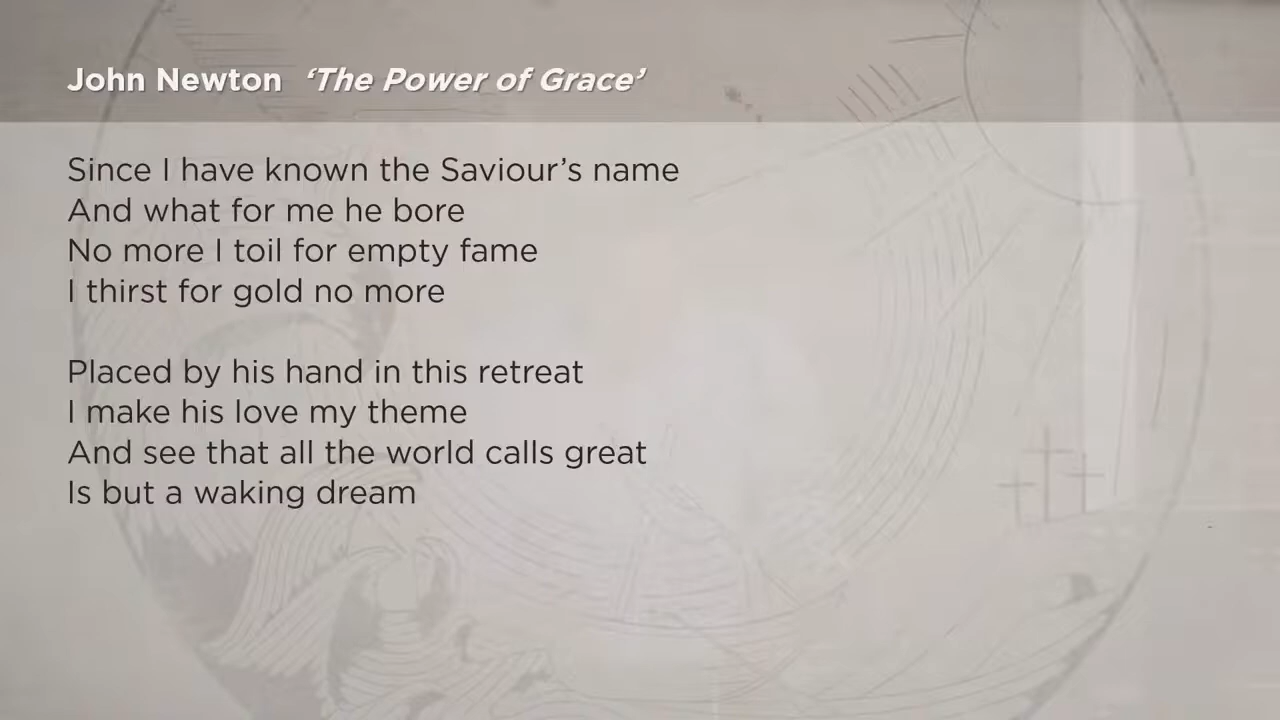 John Newton ‘The Power of Grace’
Since I have known the Saviour’s name
And what for me he bore
No more I toil for empty fame
I thirst for gold no more
Placed by his hand in this retreat
I make his love my theme
And see that all the world calls great
Is but a waking dream